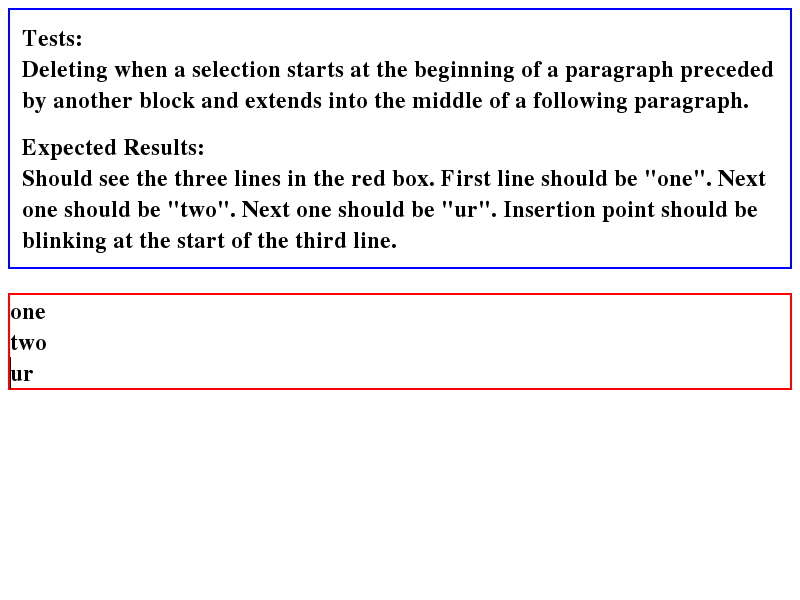 Tests:
Deleting when a selection starts at the beginning of a paragraph preceded
by another block and extends into the middle of a following paragraph.
Expected Results:
Should see the three lines in the red box. First line should be "one". Next
one should be "two". Next one should be "ur". Insertion point should be
blinking at the start of the third line.
one
two
ur